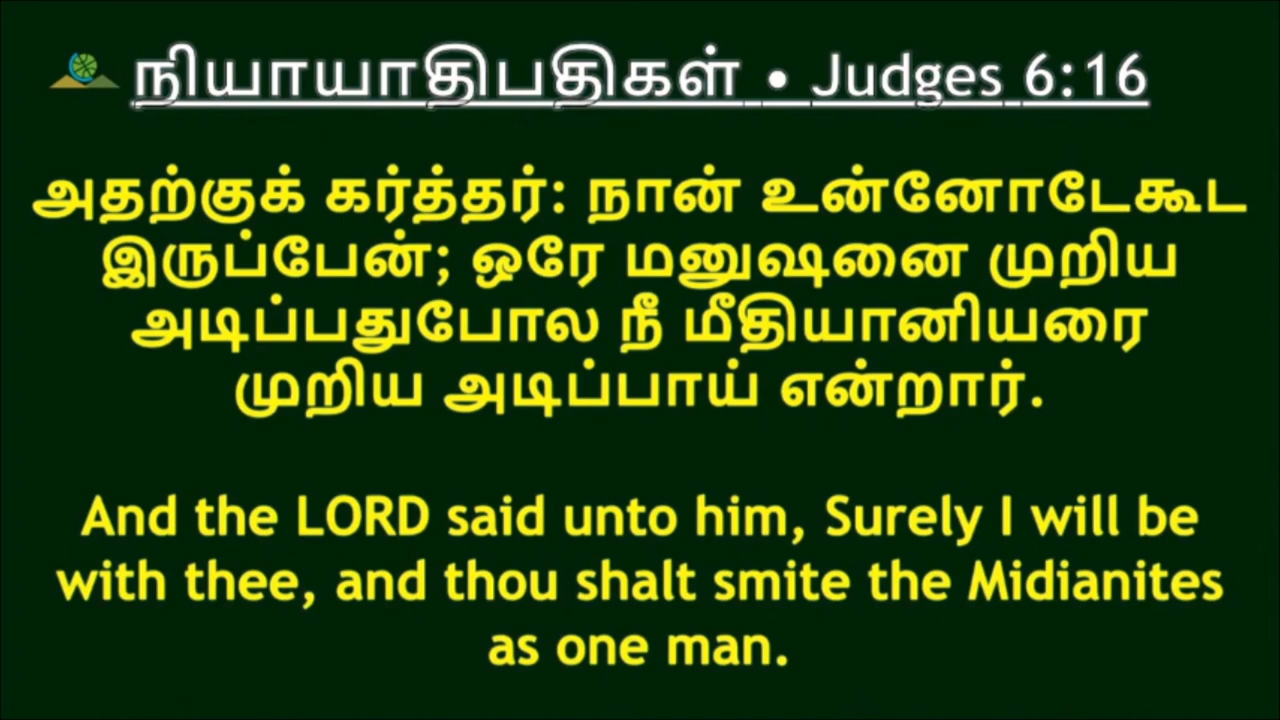 நியாயாதிபதிகள் • Judges 6:16
அதற்குக் கர்த்தர்: நான் உன்னோடேகூட
இருப்பேன்; ஒரே மனுஷனை முறிய
அடிப்பதுபோல நீ மீதியானியரை
முறிய அடிப்பாய் என்றார்.
And the LORD said unto him, Surely I will be
with thee, and thou shalt smite the Midianites
as one man.